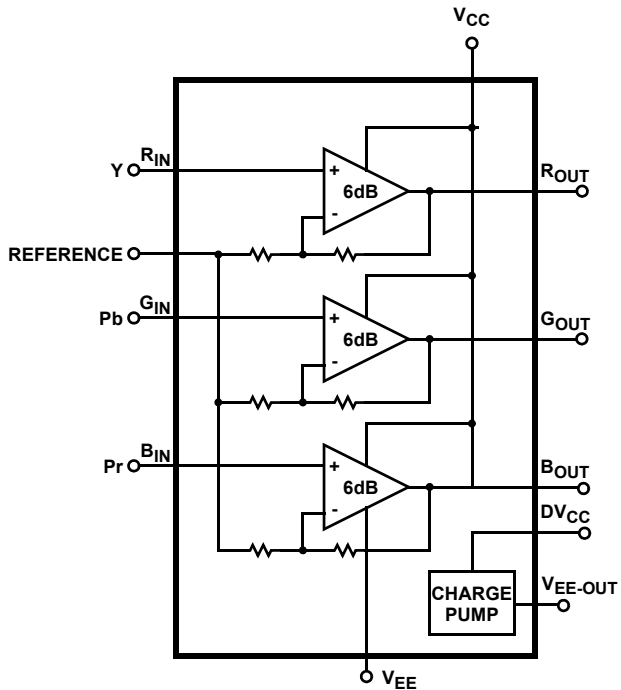 VCC
RIN
Y
+
6dB
-
ROUT
REFERENCE
GIN
Pb
+
6dB
-
GOUT
BIN
Pr
+
6dB
-
BOUT
DVCC
CHARGE
PUMP
VEE-OUT
VEE